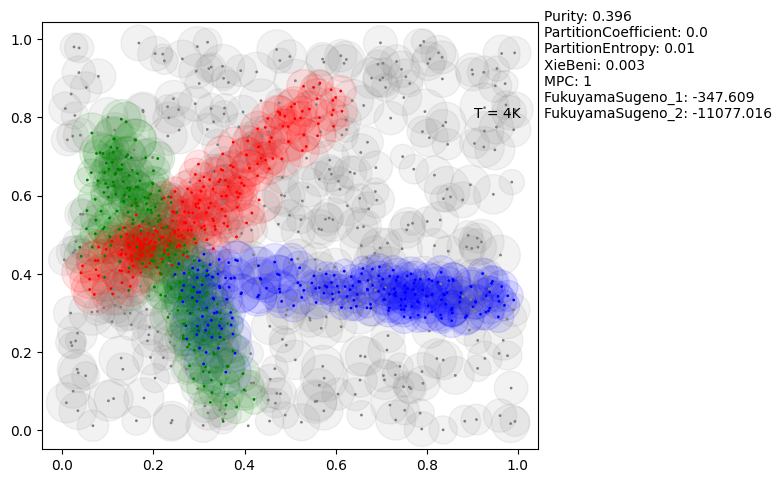 Purity: 0.396
PartitionCoefficient: 0.0
PartitionEntropy: 0.01
XieBeni: 0.003
MPC: 1
FukuyamaSugeno_1: -347.609
FukuyamaSugeno_2: -11077.016
T = 4K
1.0
0.8
0.6
0.4
0.2
0.0
0.0 0.2 0.4 0.6 0.8 1.0